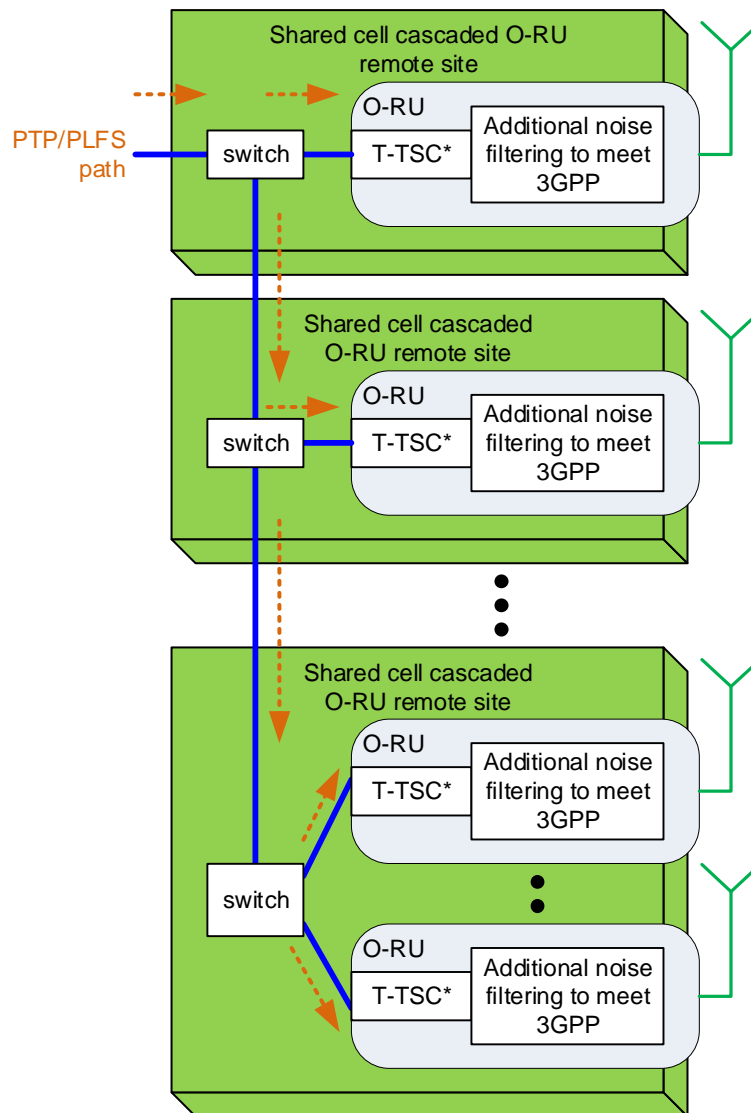 Shared cell cascaded O-RU
remote site
PTP/PLFS
path
switch
O-RU
T-TSC*
Additional noise
filtering to meet
3GPP
Shared cell cascaded
O-RU remote site
switch
O-RU
T-TSC*
Additional noise
filtering to meet
3GPP
Shared cell cascaded
O-RU remote site
switch
O-RU
T-TSC*
Additional noise
filtering to meet
3GPP
O-RU
T-TSC*
Additional noise
filtering to meet
3GPP